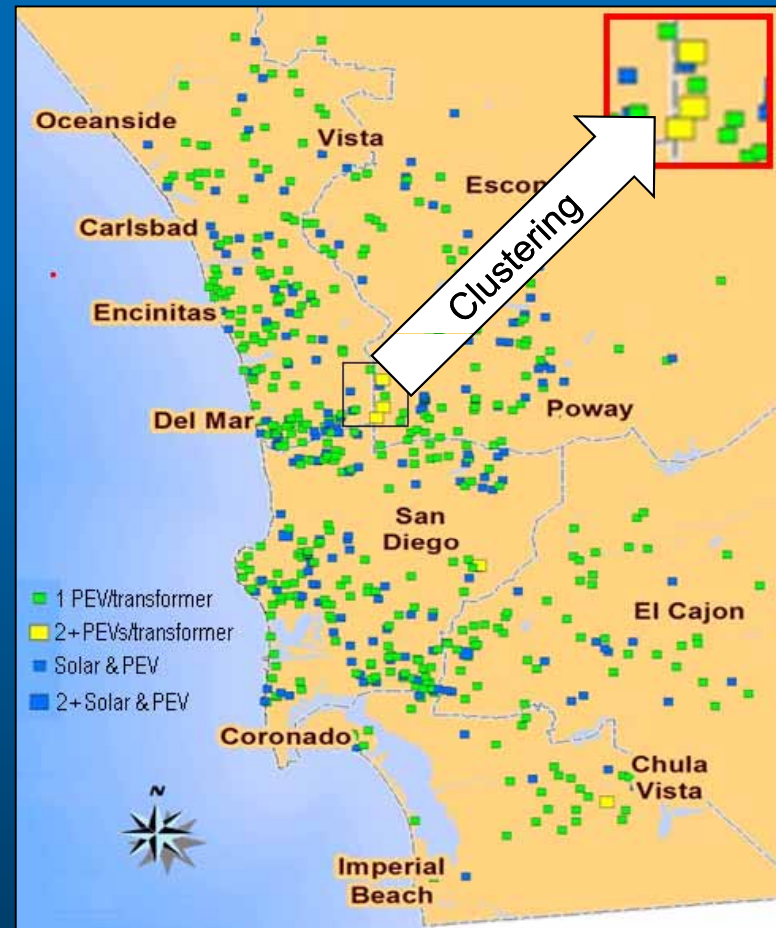 Oceanside
Vista
Carlsbad
Clustering
Encinitas
Del Mar
Poway
San
Diego
1 PEV/transformer
2+PEVs/transformer
Solar & PEV
2+Solar & PEV
El Cajon
Coronado
Chula
Vista
N
Imperial
Beach